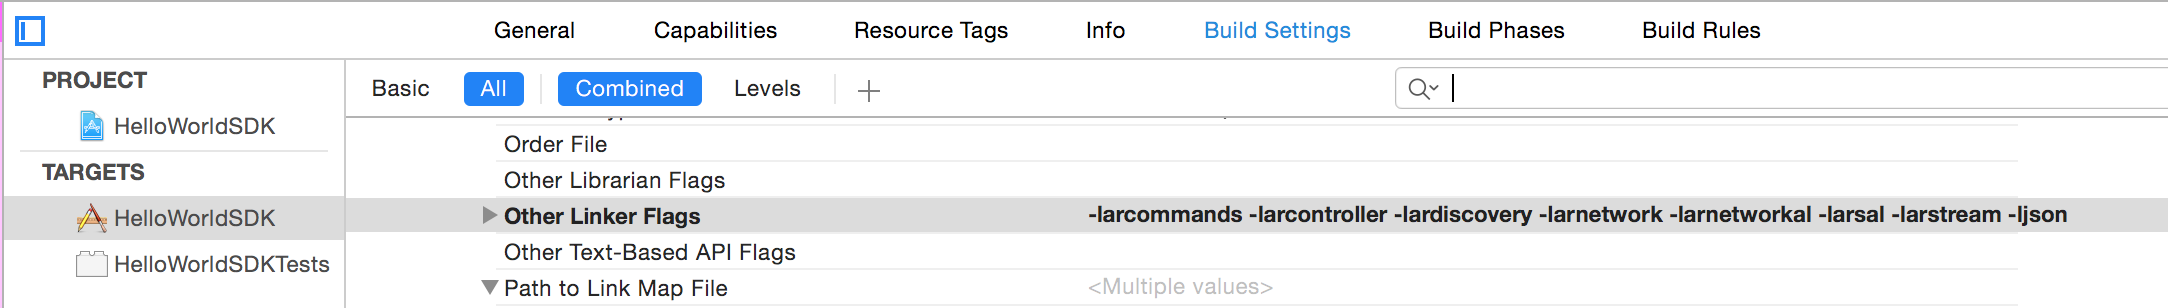 General Capabilities Resource Tags Info Build Settings Build Phases Build Rules
PROJECT
HelloWorldSDK
TARGETS
HelloWorldSDK
HelloWorldSDKTests
Basic All Combined Levels
Order File
Other Librarian Flags
Other Linker Flags -larcommands -larcontroller -lardiscovery -larnetwork -larnetworkal -larsal -larstream -ljson
Other Text-Based API Flags
Path to Link Map File <Multiple values>